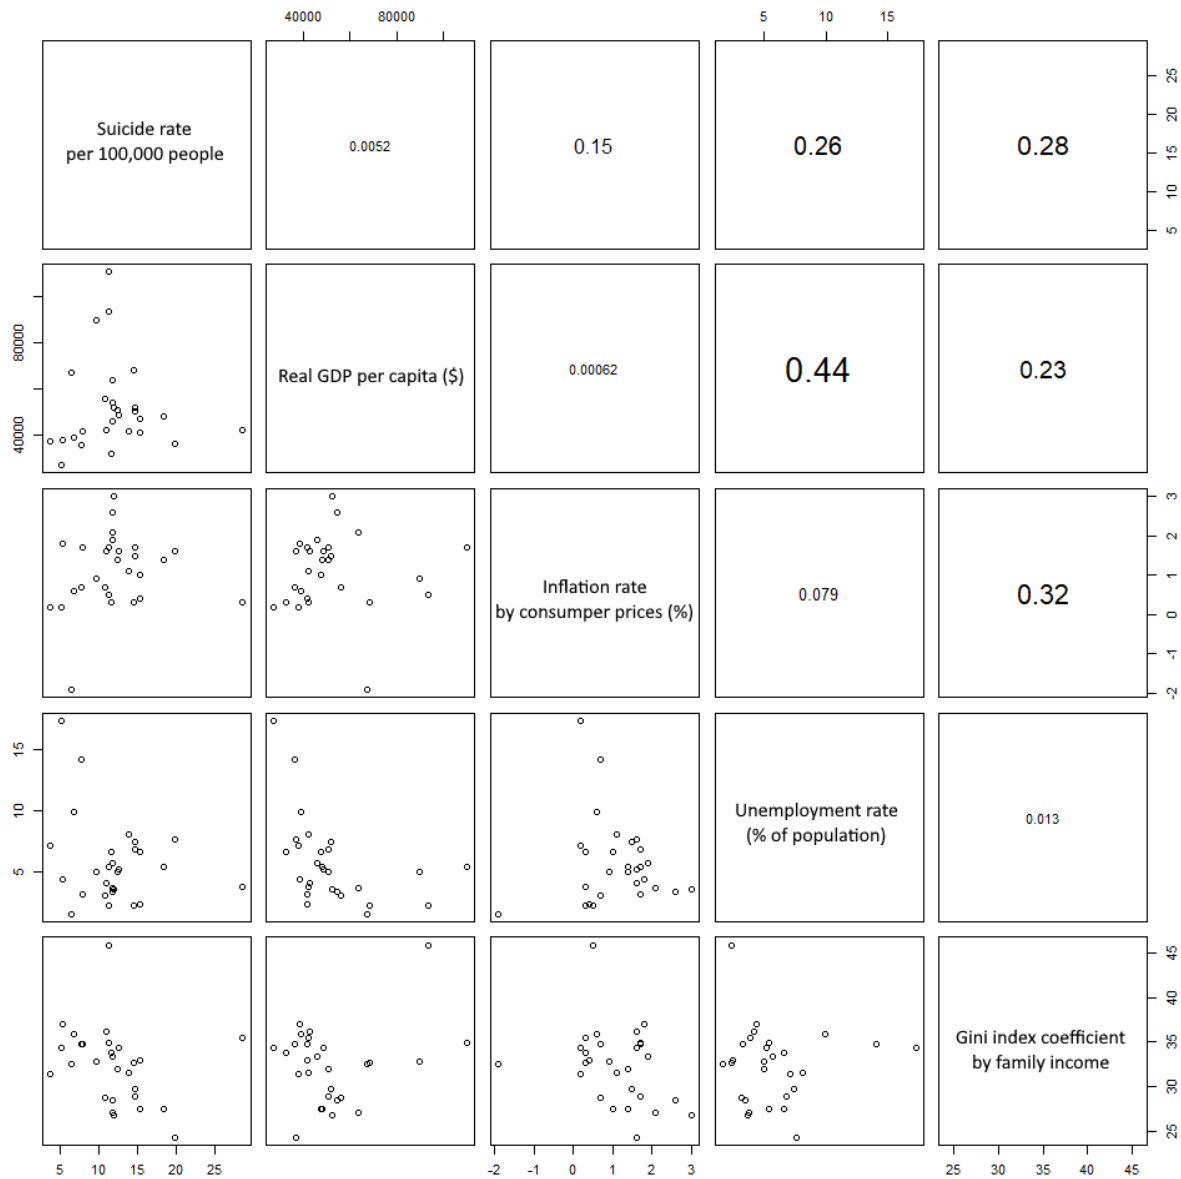 40000 80000 5 10 15
Suicide rate
per 100,000 people
0.0052 0.15 0.26 0.28
5 10 15 20 25
40000 80000
Real GDP per capita ($)
0.00062 0.44 0.23
Inflation rate
by consumper prices (%)
0.079 0.32
-2 -1 0 1 2 3
5 10 15
Unemployment rate
(% of population)
0.013
Gini index coefficient
by family income
25 30 35 40 45
5 10 15 20 25 -2 -1 0 1 2 3 25 30 35 40 45